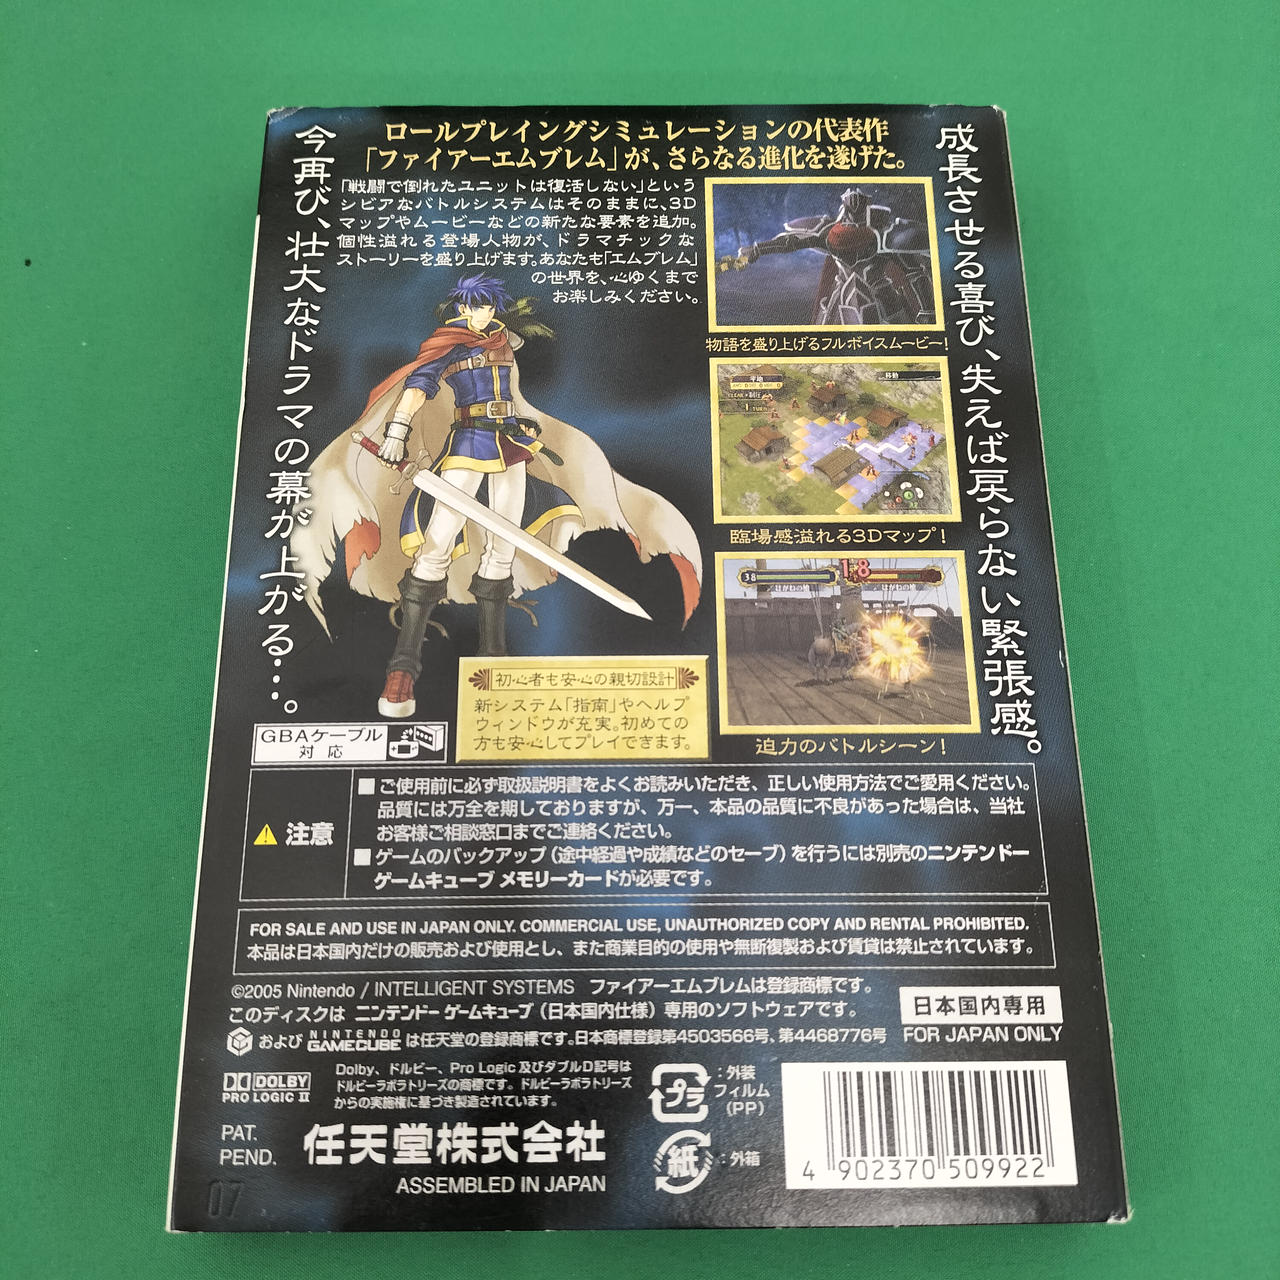 ロールプレイングシミュレーションの代表作
「ファイアーエムブレム」が、さらなる進化を遂げた。
成長させる喜び、失えば戻らない緊張感。
今再び、壮大なドラマの幕が上がる…。
「戦闘で倒れたユニットは復活しない」という
シビアなバトルシステムはそのままに、3D
マップやムービーなどの新たな要素を追加。
個性溢れる登場人物が、ドラマチックな
ストーリーを盛り上げます。あなたも「エムブレム」
の世界を、心ゆくまで
お楽しみください。
物語を盛り上げるフルボイスムービー!
平地
移動
TURN
臨場感溢れる3Dマップ!
38
18
迫力のバトルシーン!
初心者も安心の親切設計
新システム「指南」やヘルプ
ウィンドウが充実。初めての
方も安心してプレイできます。
GBAケーブル
対応
注意
■ご使用前に必ず取扱説明書をよくお読みいただき、正しい使用方法でご愛用ください。
品質には万全を期しておりますが、万一、本品の品質に不良があった場合は、当社
お客様ご相談窓口までご連絡ください。
■ゲームのバックアップ(途中経過や成績などのセーブ)を行うには別売のニンテンドー
ゲームキューブ メモリーカードが必要です。
FOR SALE AND USE IN JAPAN ONLY. COMMERCIAL USE, UNAUTHORIZED COPY AND RENTAL PROHIBITED.
本品は日本国内だけの販売および使用とし、また商業目的の使用や無断複製および賃貸は禁止されています。
©2005 Nintendo / INTELLIGENT SYSTEMS ファイアーエムブレムは登録商標です。
このディスクは ニンテンドー ゲームキューブ(日本国内仕様)専用のソフトウェアです。
および NINTENDO GAMECUBE は任天堂の登録商標です。日本商標登録第4503566号、第4468776号
日本国内専用
FOR JAPAN ONLY
DOLBY
PRO LOGIC II
Dolby、ドルビー、Pro Logic 及びダブルD記号は
ドルビーラボラトリーズの商標です。ドルビーラボラトリーズ
からの実施権に基づき製造されています。
プラ
:外装
フィルム
(PP)
紙
:外箱
PAT.
PEND.
任天堂株式会社
ASSEMBLED IN JAPAN
4 902370 509922
07